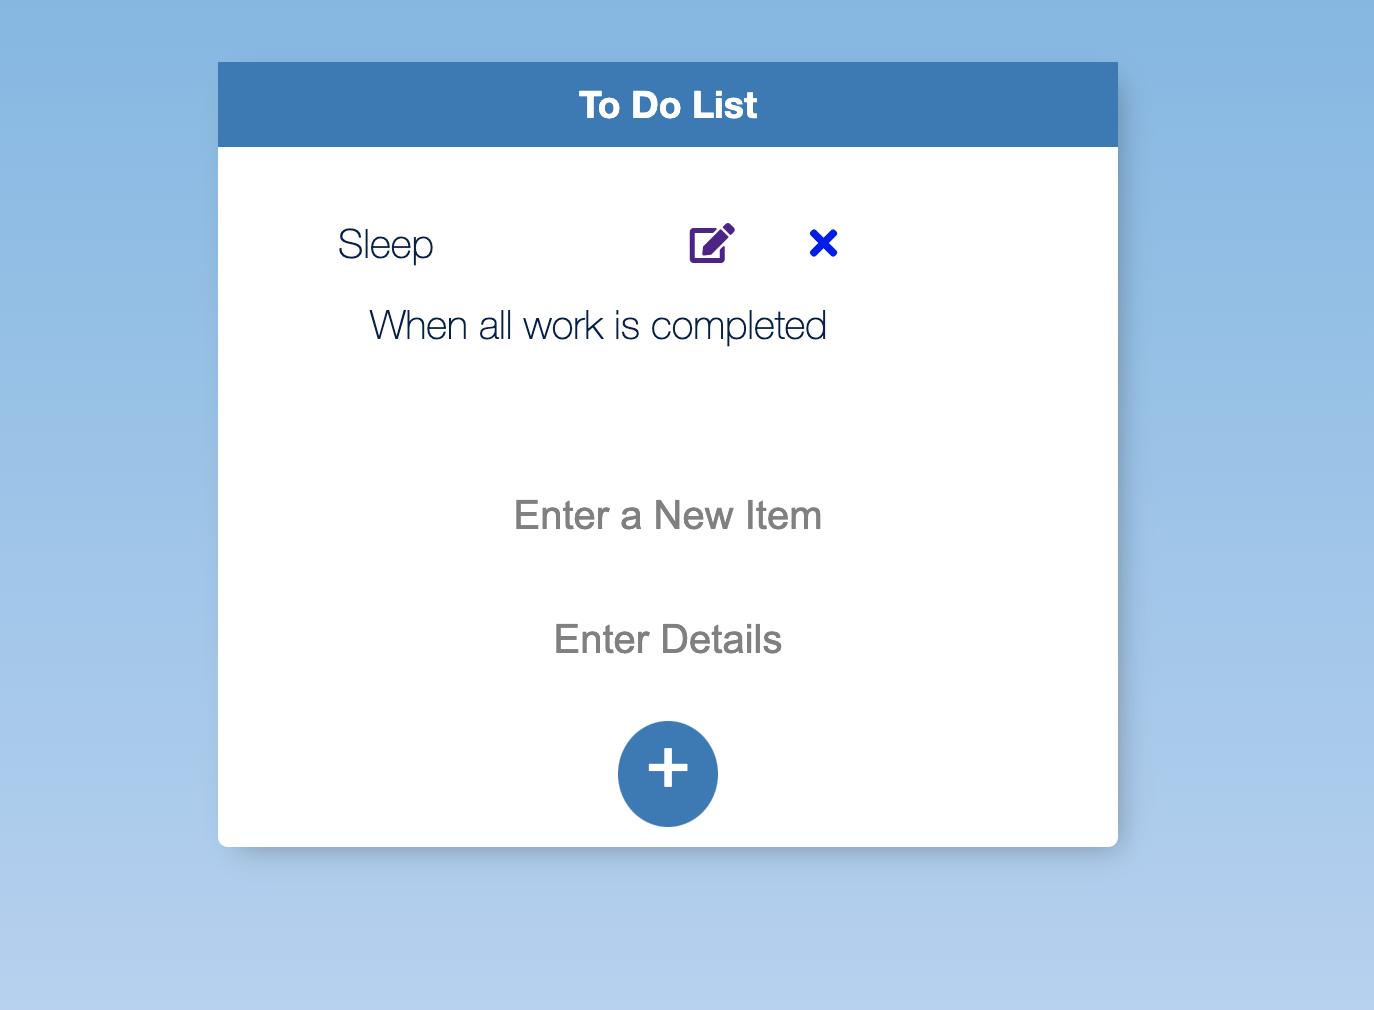 To Do List
Sleep
When all work is completed
Enter a New Item
Enter Details
+